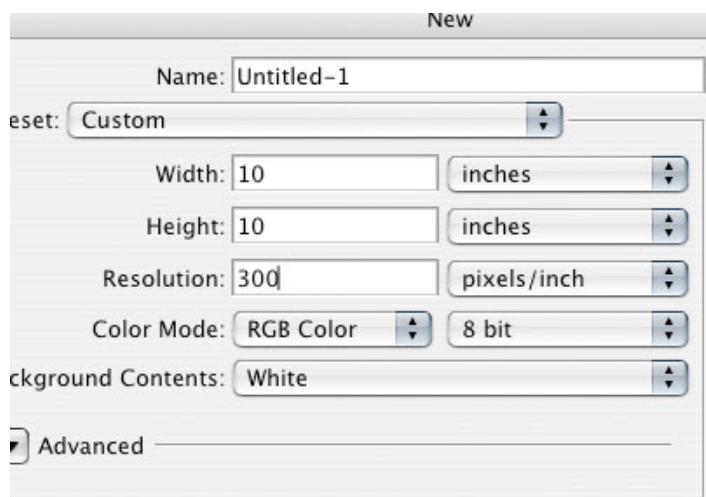 New
Name: Untitled-1
eset: Custom
Width: 10 inches
Height: 10 inches
Resolution: 300 pixels/inch
Color Mode: RGB Color 8 bit
ckground Contents: White
Advanced